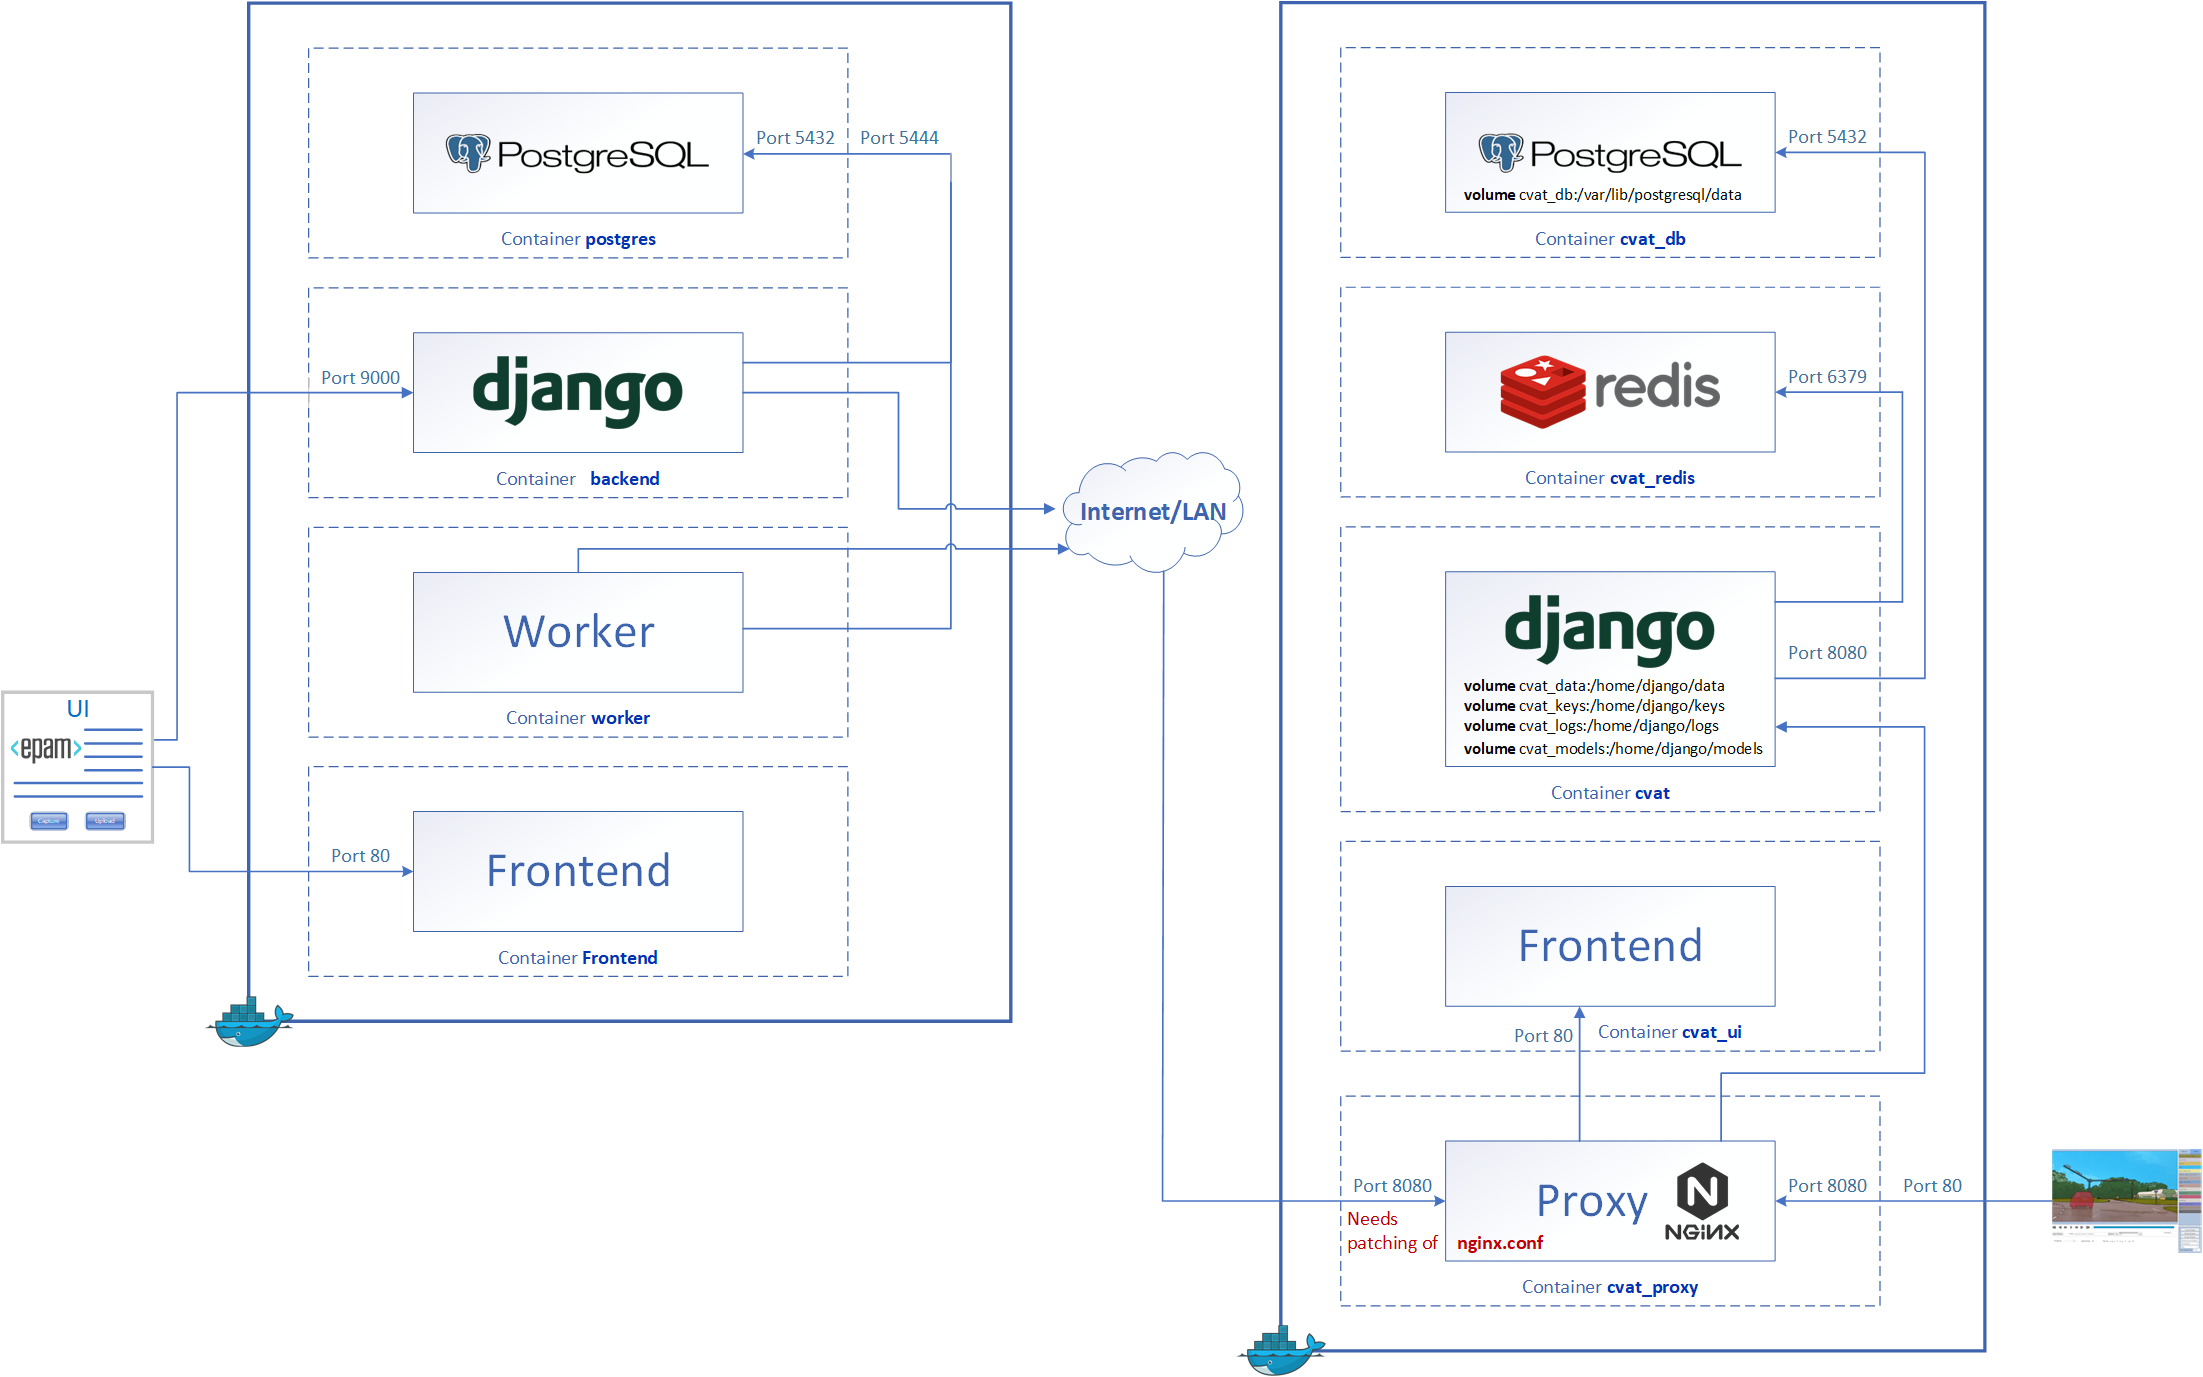 Port 5432
Port 5444
PostgreSQL
Container postgres
Port 9000
django
Container backend
Worker
Container worker
UI
<epam>
Capture
Upload
Port 80
Frontend
Container Frontend
Internet/LAN
Port 5432
PostgreSQL
volume cvat_db:/var/lib/postgresql/data
Container cvat_db
redis
Port 6379
Container cvat_redis
django
Port 8080
volume cvat_data:/home/django/data
volume cvat_keys:/home/django/keys
volume cvat_logs:/home/django/logs
volume cvat_models:/home/django/models
Container cvat
Frontend
Port 80
Container cvat_ui
Port 8080
Needs
patching of nginx.conf
Proxy
N
NGINX
Port 8080
Port 80
Container cvat_proxy